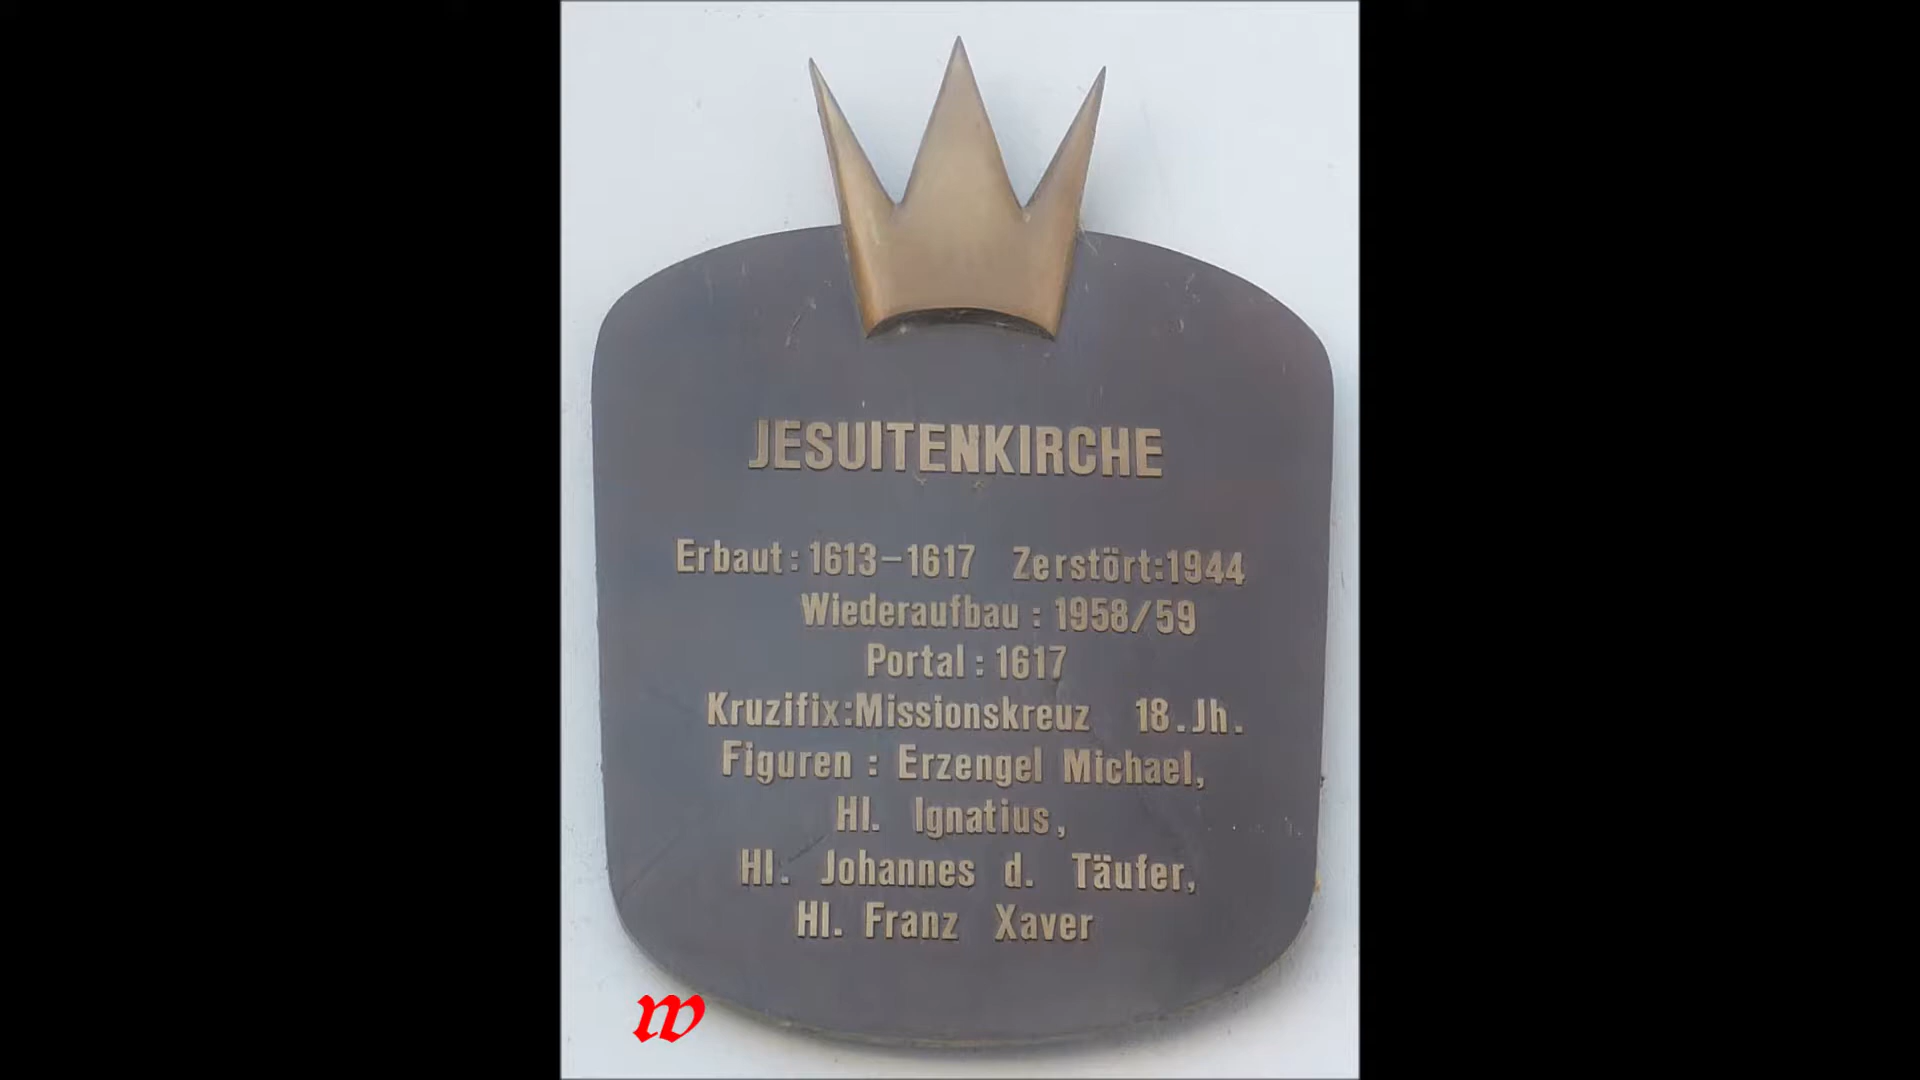 JESUITENKIRCHE
Erbaut: 1613-1617 Zerstört:1944
Wiederaufbau : 1958/59
Portal : 1617
Kruzifix:Missionskreuz 18.Jh.
Figuren : Erzengel Michael,
Hl. Ignatius,
Hl. Johannes d. Täufer,
Hl. Franz Xaver
w